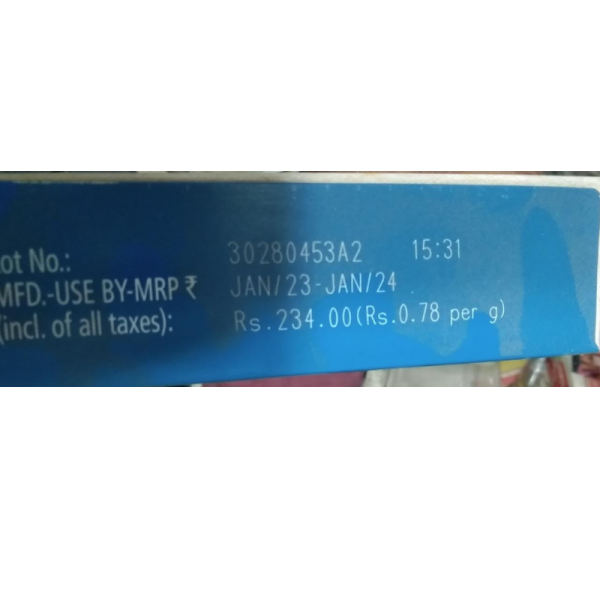 Lot No.: 30280453A2 15:31
MFD.-USE BY-MRP ₹ JAN/23-JAN/24
(incl. of all taxes): Rs.234.00(Rs.0.78 per g)